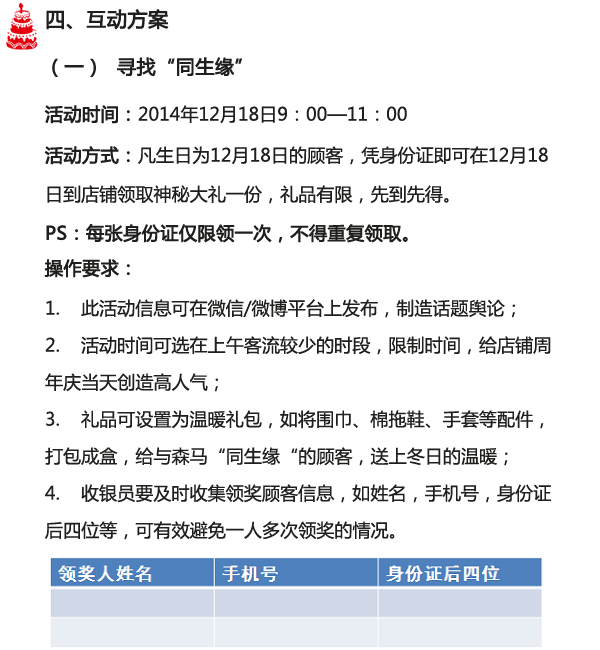 四、互动方案
（一） 寻找“同生缘”
活动时间：2014年12月18日9：00—11：00
活动方式：凡生日为12月18日的顾客，凭身份证即可在12月18
日到店铺领取神秘大礼一份，礼品有限，先到先得。
PS：每张身份证仅限领一次，不得重复领取。
操作要求：
1. 此活动信息可在微信/微博平台上发布，制造话题舆论；
2. 活动时间可选在上午客流较少的时段，限制时间，给店铺周
年庆当天创造高人气；
3. 礼品可设置为温暖礼包，如将围巾、棉拖鞋、手套等配件，
打包成盒，给与森马“同生缘“的顾客，送上冬日的温暖；
4. 收银员要及时收集领奖顾客信息，如姓名，手机号，身份证
后四位等，可有效避免一人多次领奖的情况。
领奖人姓名 手机号 身份证后四位